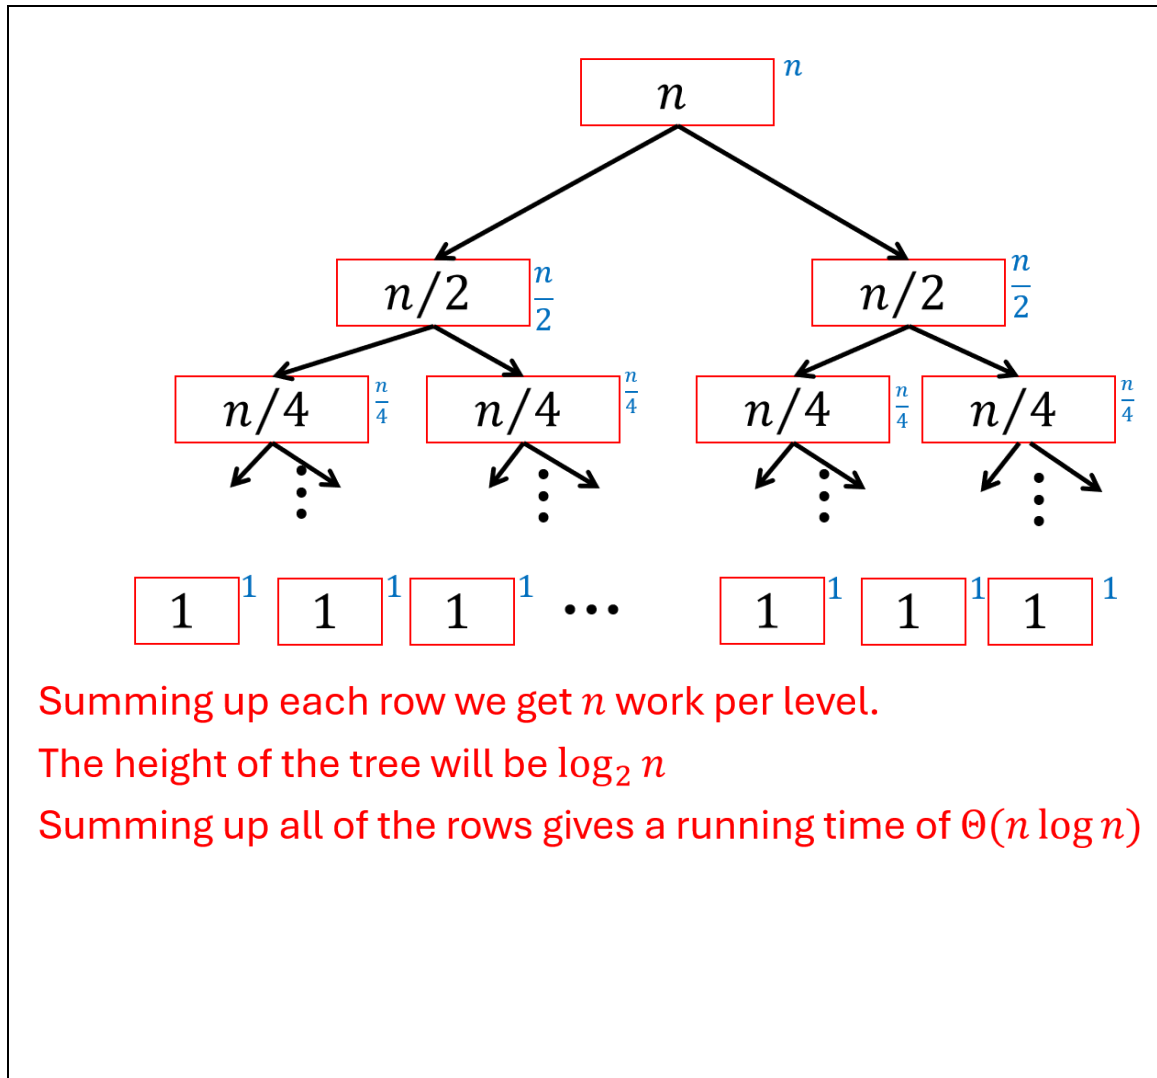 n n
n/2 n/2 n/2 n/2
n/4 n/4 n/4 n/4 n/4 n/4 n/4 n/4
1 1 1 1 1 1 ... 1 1 1 1 1 1
Summing up each row we get n work per level.
The height of the tree will be log₂ n
Summing up all of the rows gives a running time of Θ(n log n)